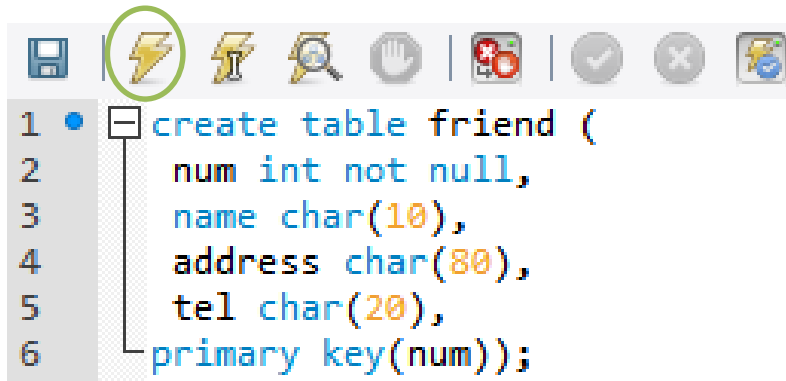 1 create table friend (
2 num int not null,
3 name char(10),
4 address char(80),
5 tel char(20),
6 primary key(num));